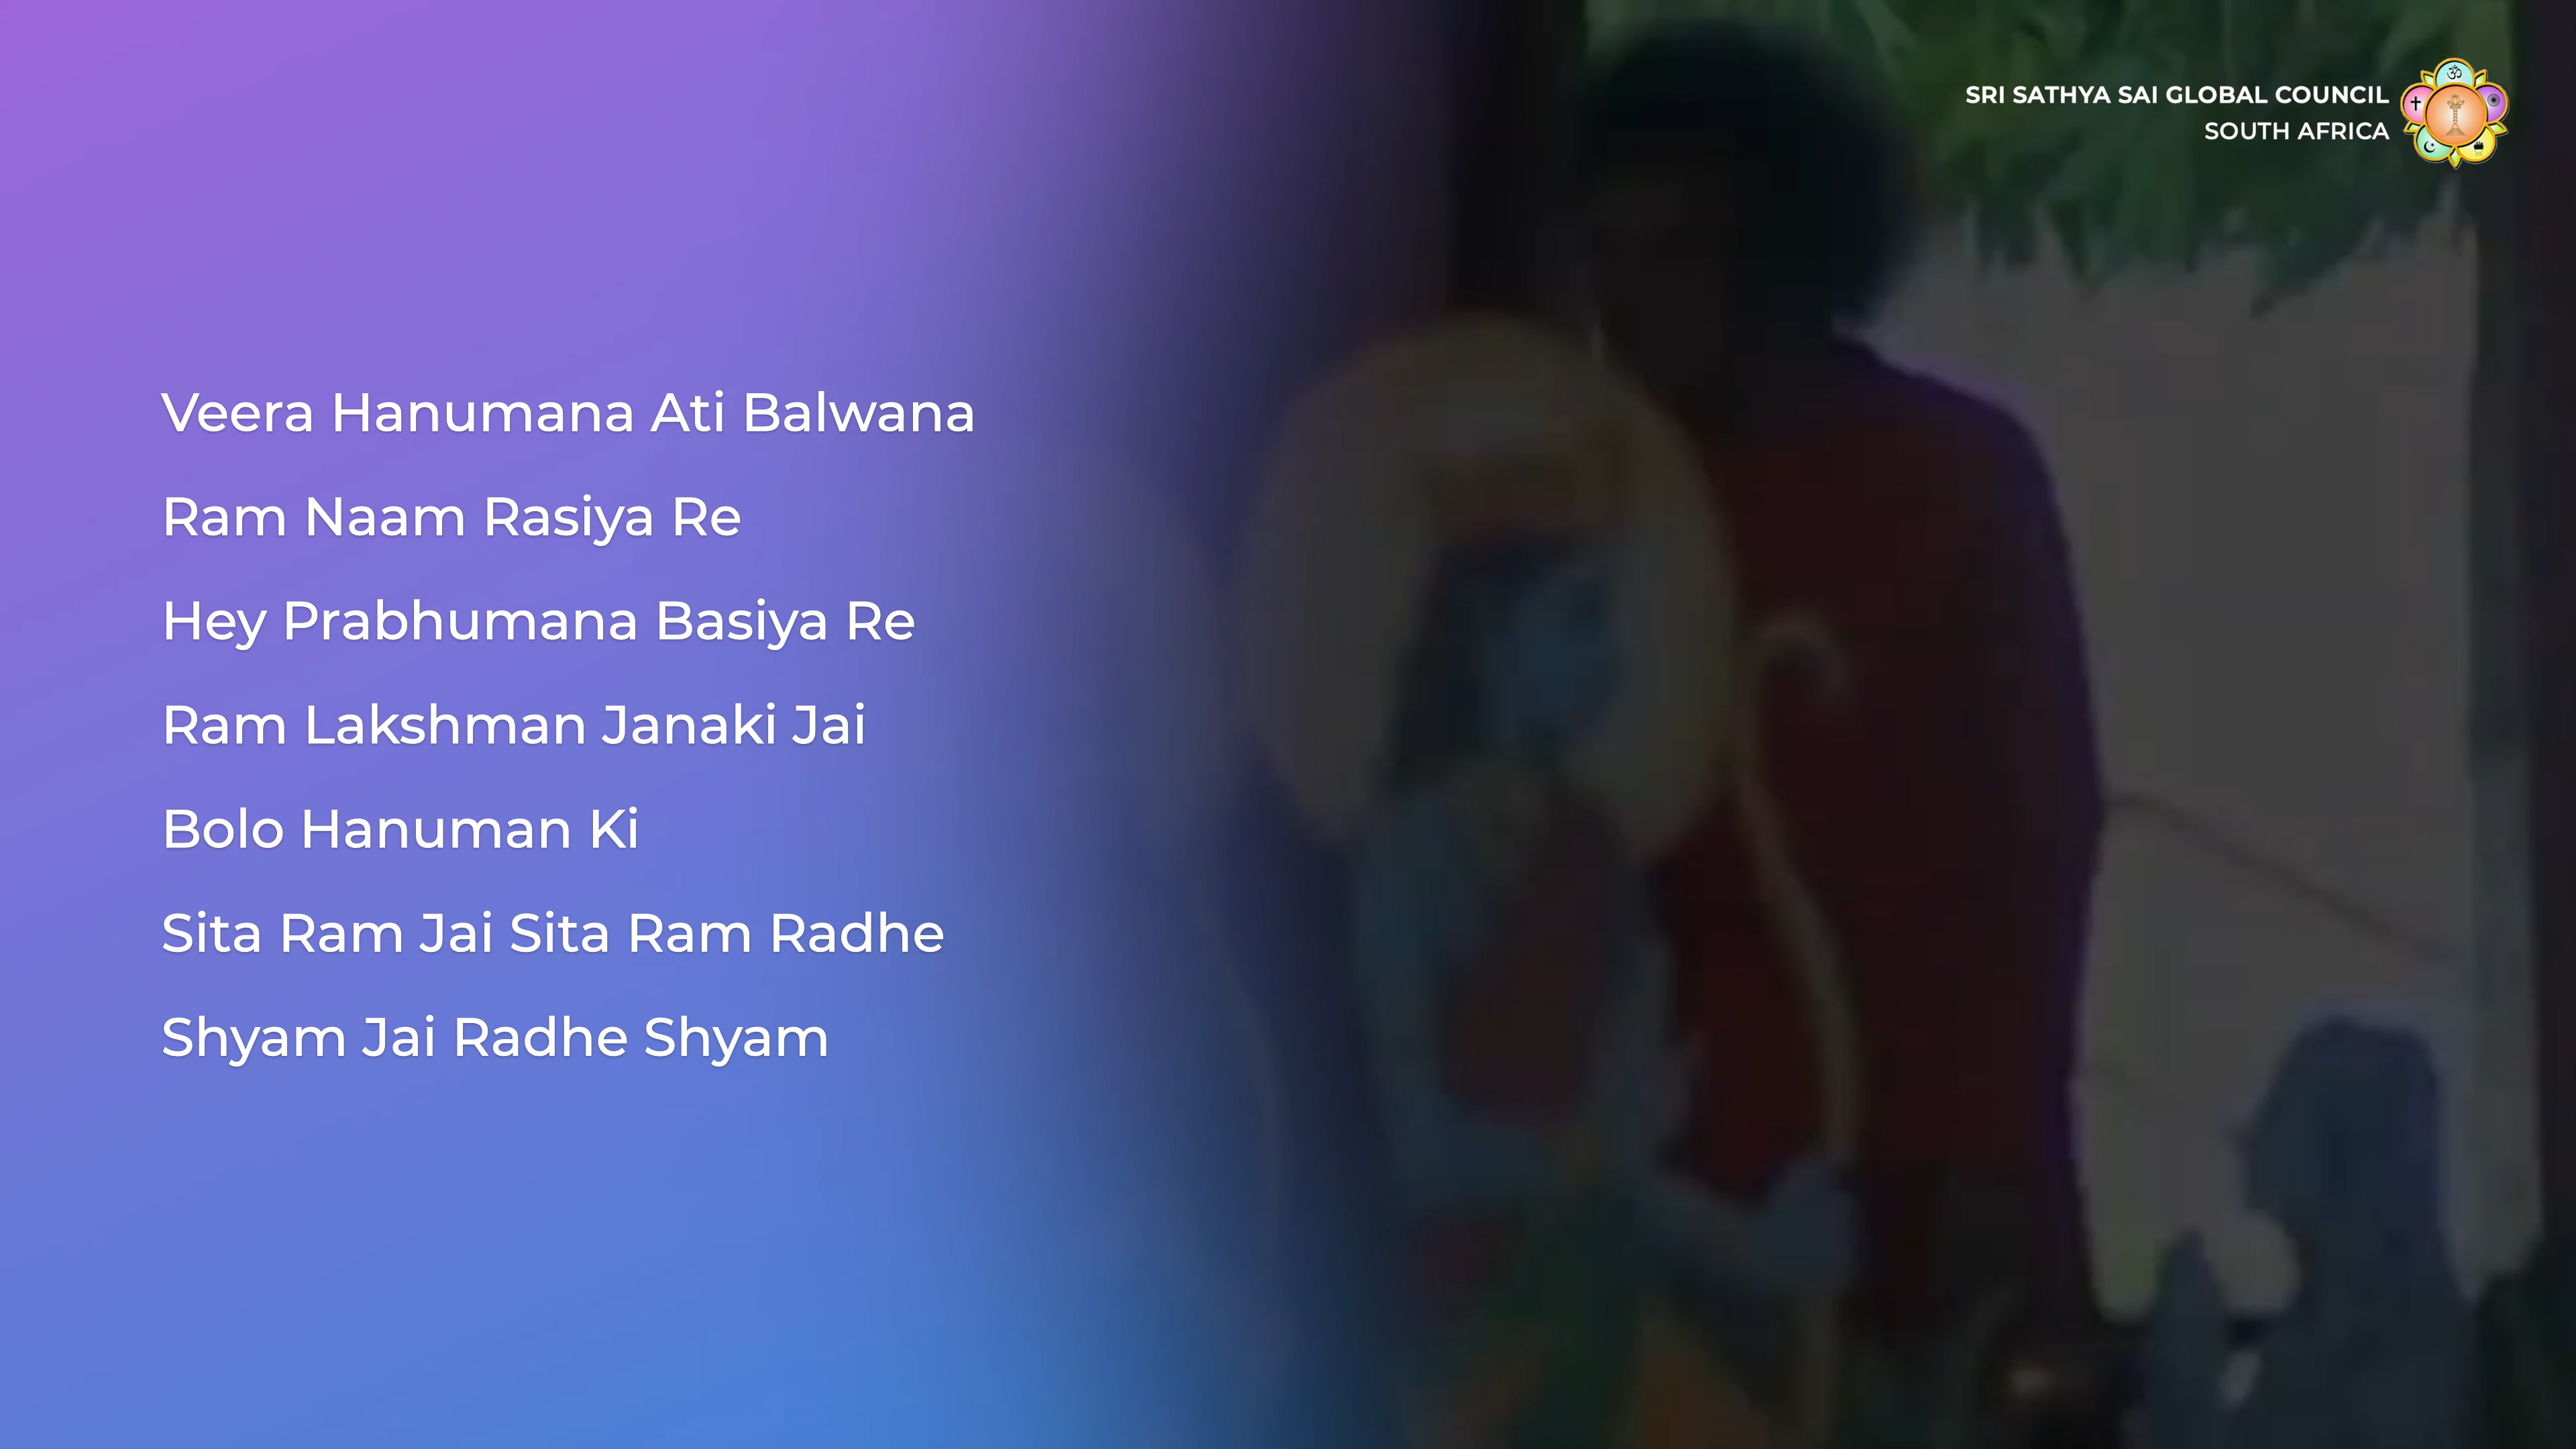 SRI SATHYA SAI GLOBAL COUNCIL
SOUTH AFRICA
Veera Hanumana Ati Balwana
Ram Naam Rasiya Re
Hey Prabhumana Basiya Re
Ram Lakshman Janaki Jai
Bolo Hanuman Ki
Sita Ram Jai Sita Ram Radhe
Shyam Jai Radhe Shyam